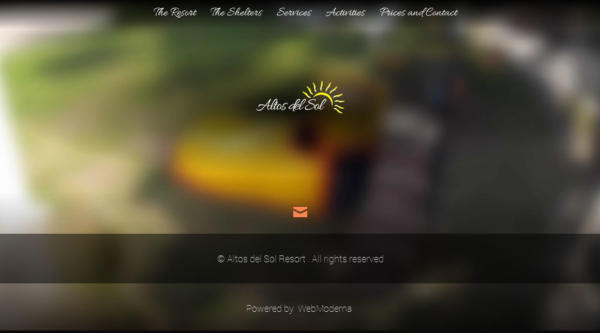 The Resort The Shelters Services Activities Prices and Contact
Altos del Sol
© Altos del Sol Resort . All rights reserved
Powered by WebModerna